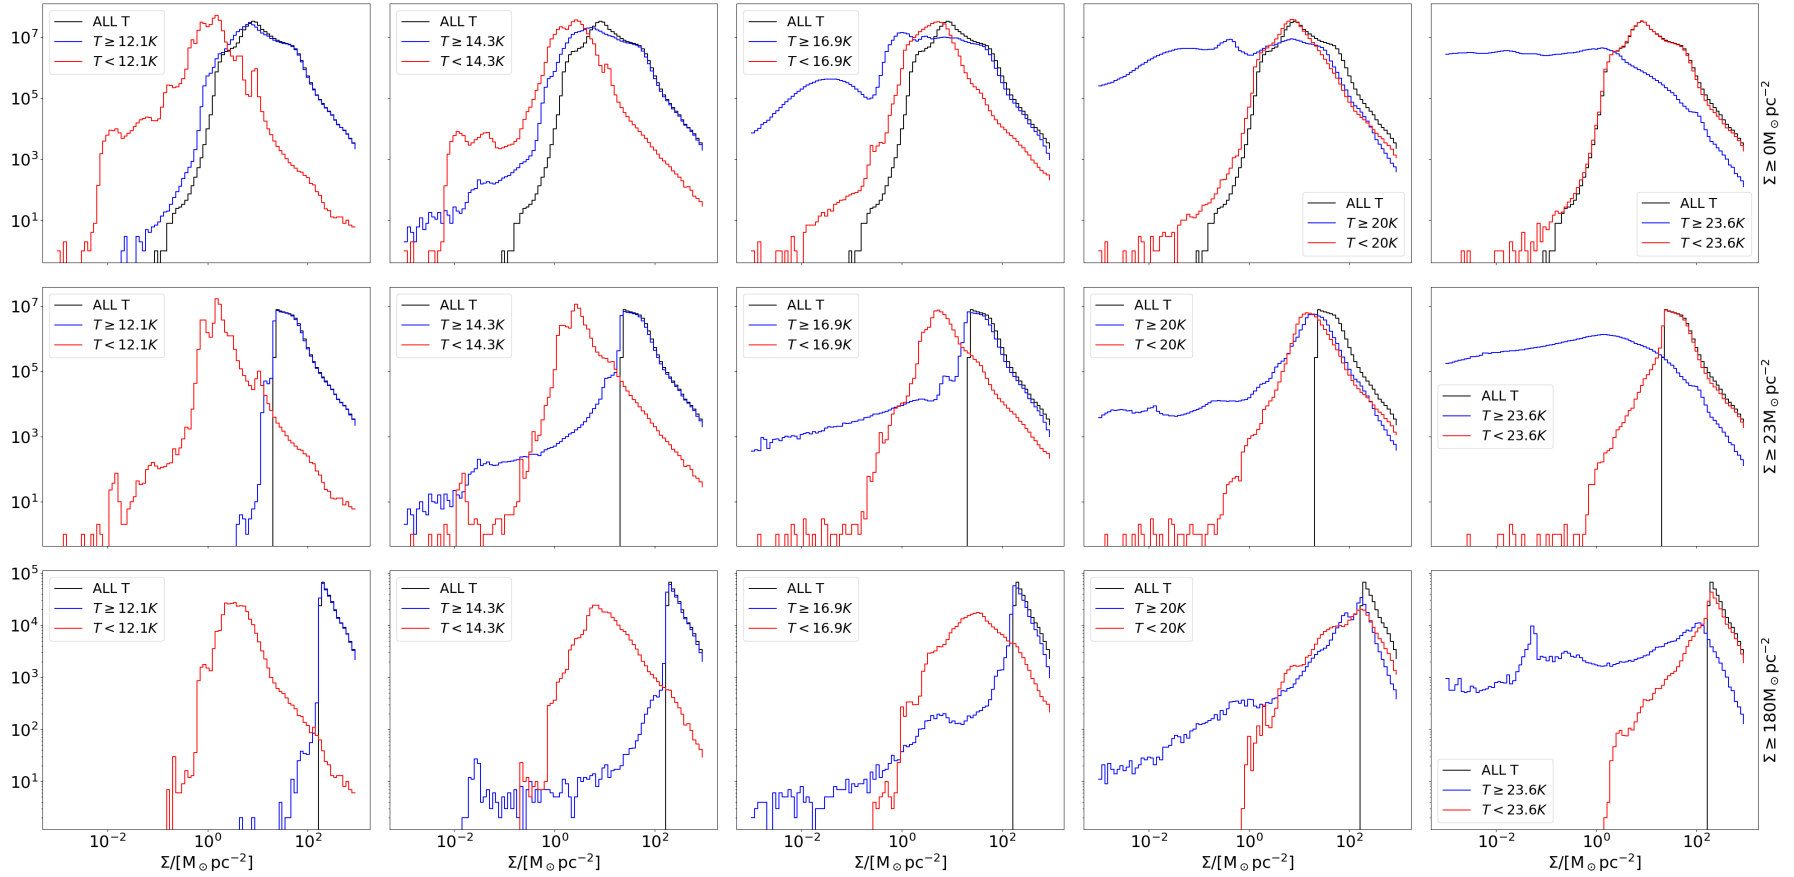 ALL T
T ≥ 12.1K
T < 12.1K
ALL T
T ≥ 14.3K
T < 14.3K
ALL T
T ≥ 16.9K
T < 16.9K
ALL T
T ≥ 20K
T < 20K
ALL T
T ≥ 23.6K
T < 23.6K
10⁷
10⁵
10³
10¹
Σ ≥ 0M⊙pc⁻²
ALL T
T ≥ 12.1K
T < 12.1K
ALL T
T ≥ 14.3K
T < 14.3K
ALL T
T ≥ 16.9K
T < 16.9K
ALL T
T ≥ 20K
T < 20K
ALL T
T ≥ 23.6K
T < 23.6K
10⁷
10⁵
10³
10¹
Σ ≥ 23M⊙pc⁻²
ALL T
T ≥ 12.1K
T < 12.1K
ALL T
T ≥ 14.3K
T < 14.3K
ALL T
T ≥ 16.9K
T < 16.9K
ALL T
T ≥ 20K
T < 20K
ALL T
T ≥ 23.6K
T < 23.6K
10⁵
10⁴
10³
10²
10¹
Σ ≥ 180M⊙pc⁻²
10⁻² 10⁰ 10²
10⁻² 10⁰ 10²
10⁻² 10⁰ 10²
10⁻² 10⁰ 10²
10⁻² 10⁰ 10²
Σ/[M⊙pc⁻²]
Σ/[M⊙pc⁻²]
Σ/[M⊙pc⁻²]
Σ/[M⊙pc⁻²]
Σ/[M⊙pc⁻²]